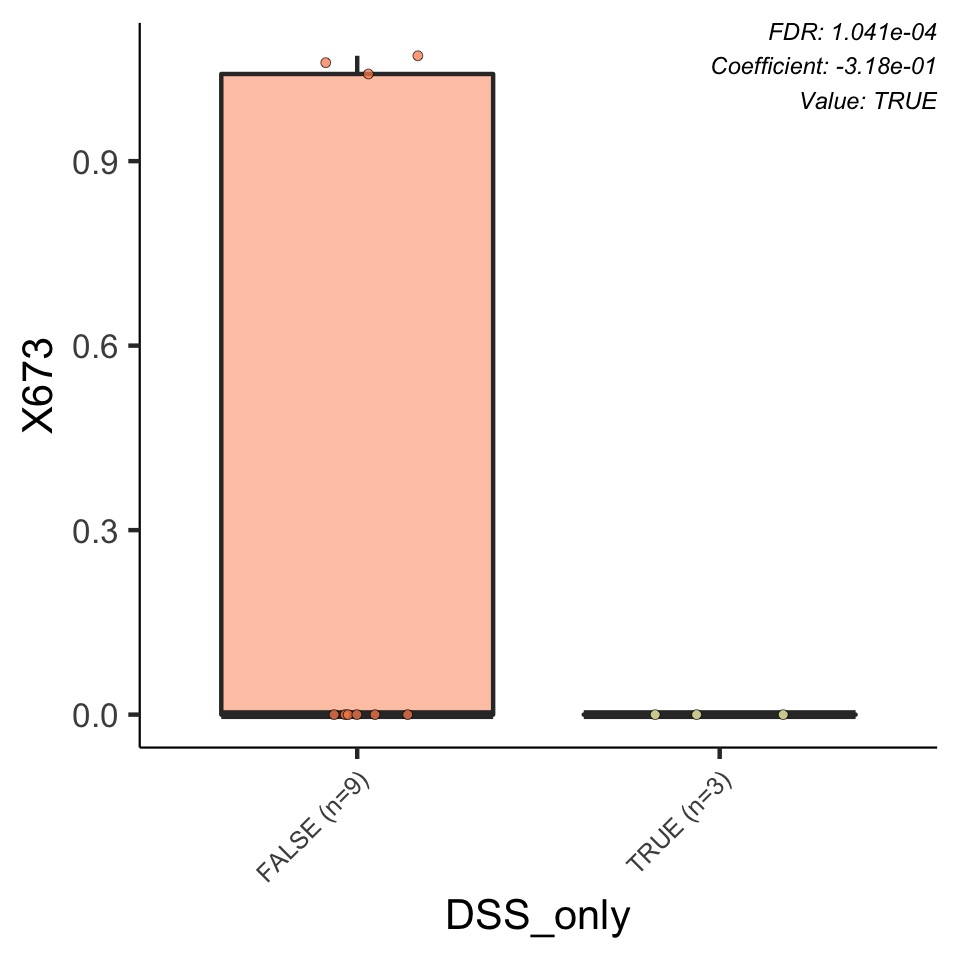 FDR: 1.041e-04
Coefficient: -3.18e-01
Value: TRUE
0.9
0.6
0.3
0.0
X673
FALSE (n=9)
TRUE (n=3)
DSS_only